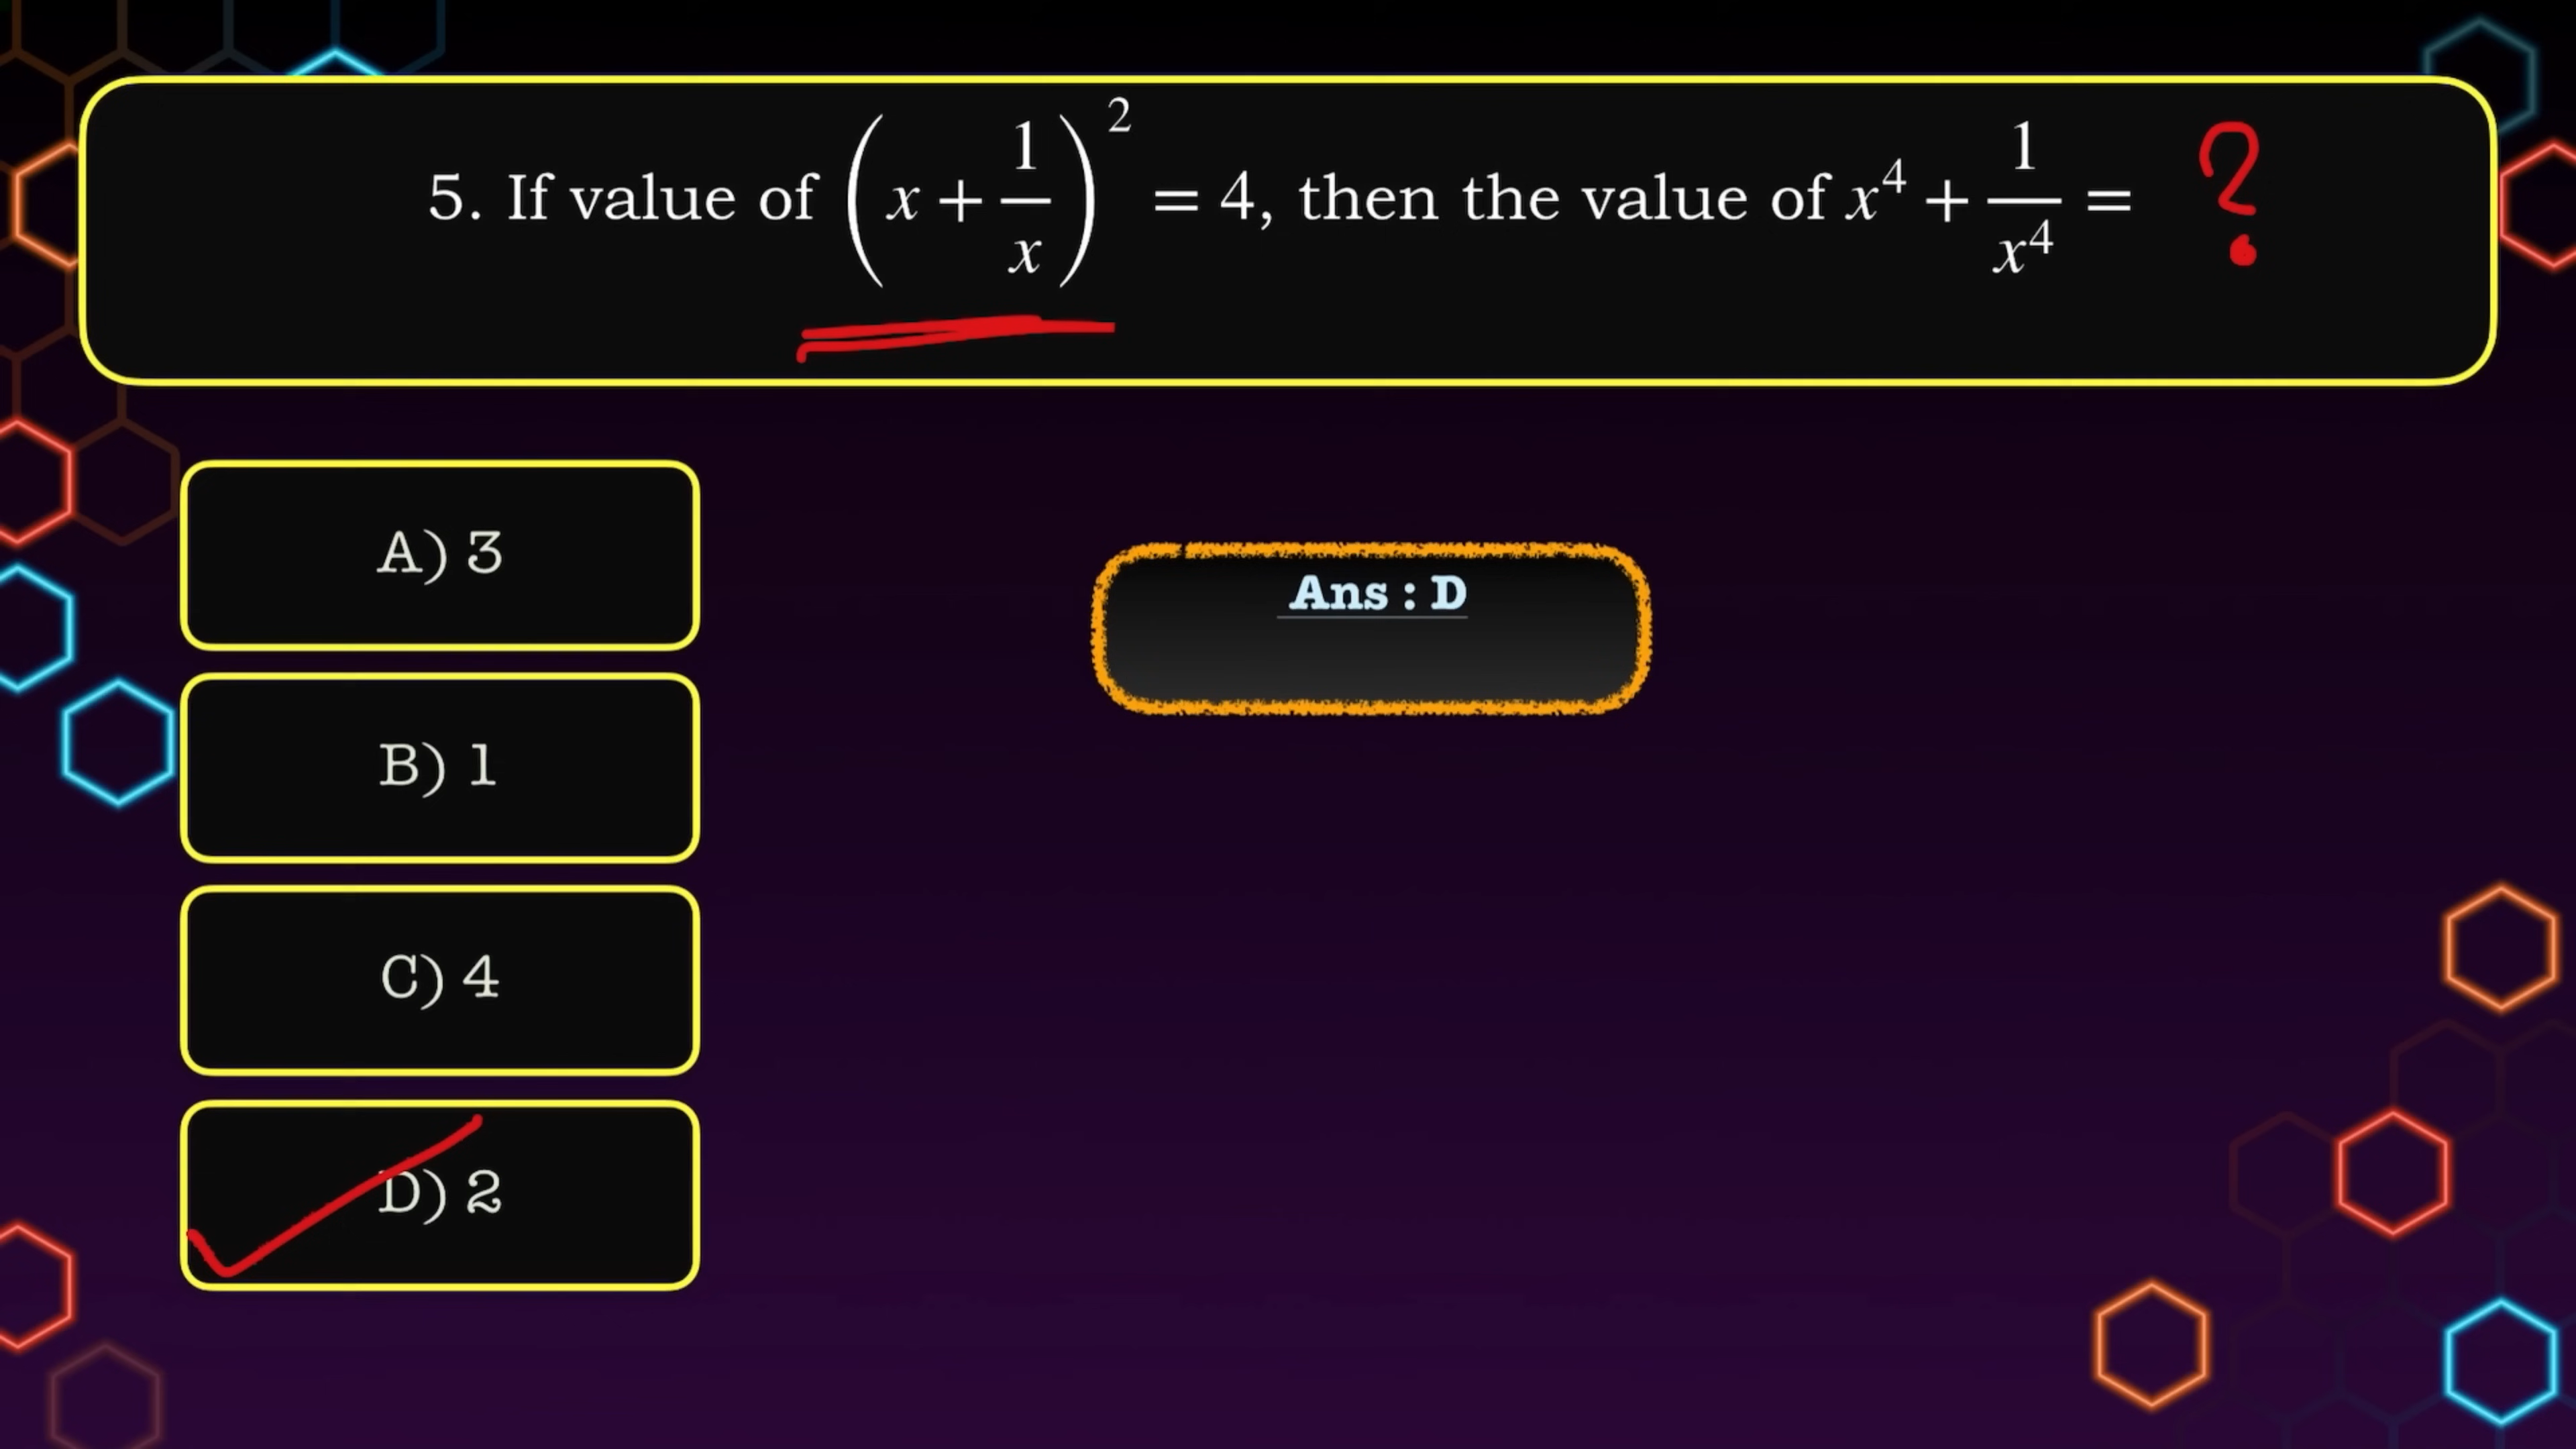 5. If value of (x + 1/x)² = 4, then the value of x⁴ + 1/x⁴ = ?
A) 3
Ans : D
B) 1
C) 4
D) 2